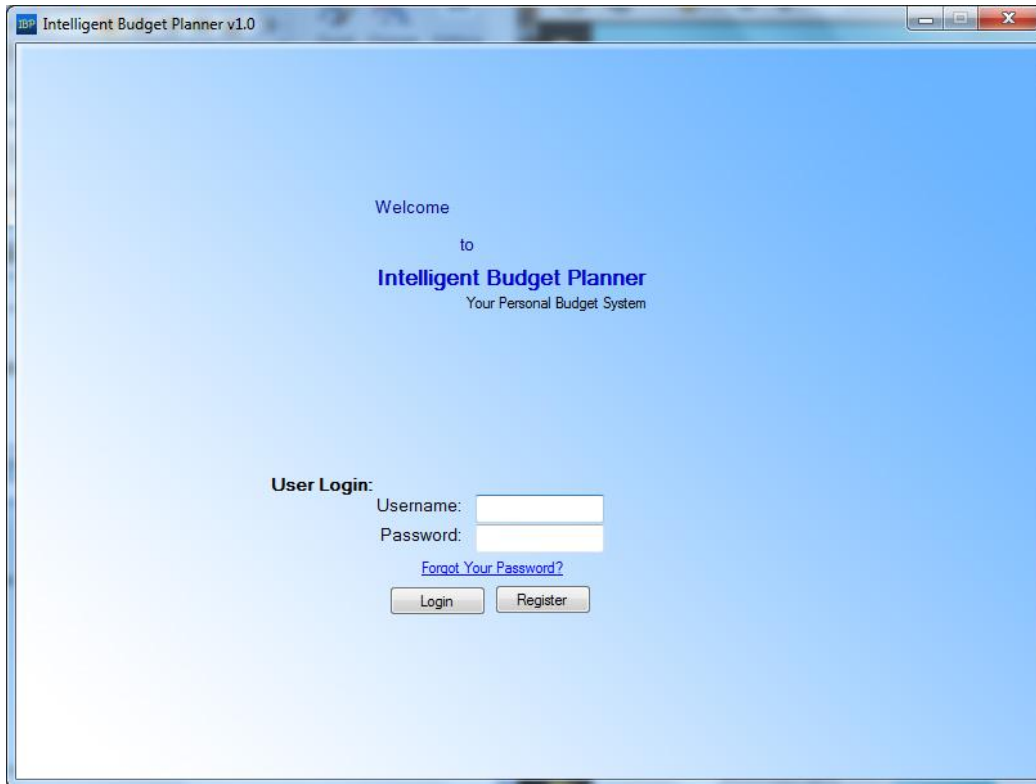 IBP Intelligent Budget Planner v1.0
Welcome
to
Intelligent Budget Planner
Your Personal Budget System
User Login:
Username:
Password:
Forgot Your Password?
Login Register